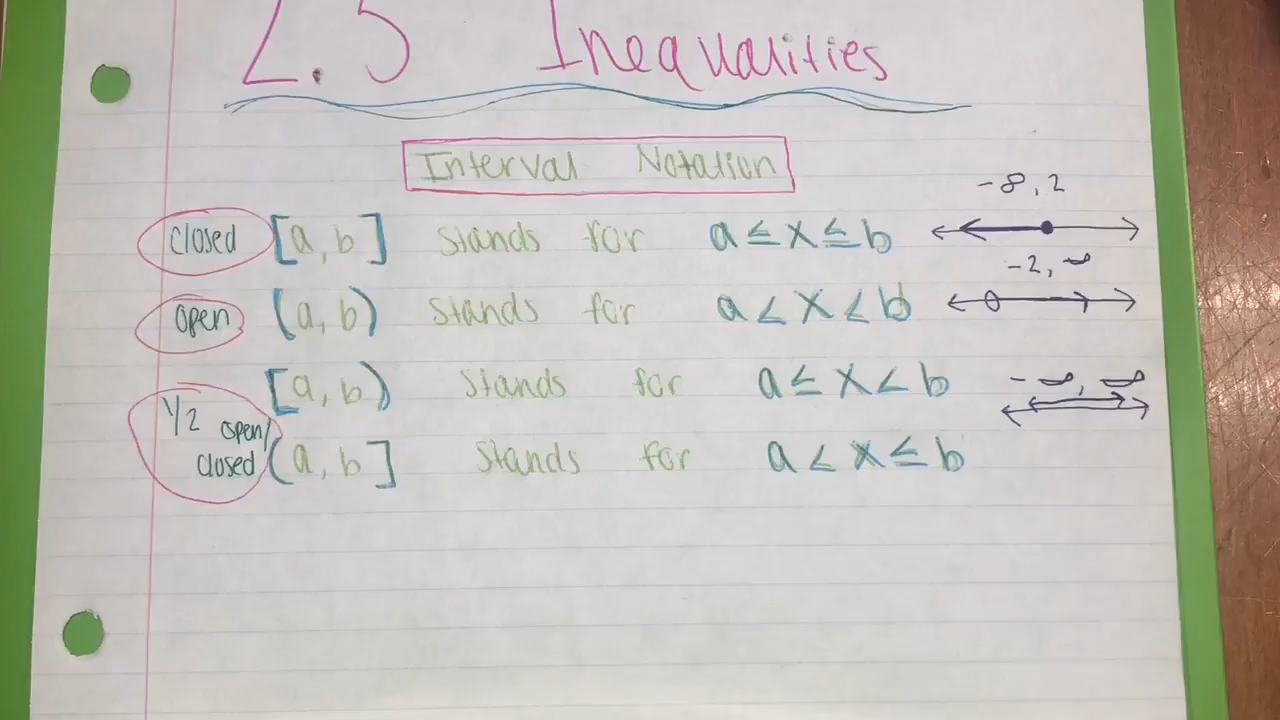 2.5 Inequalities
Interval Notation
closed [a, b] stands for a ≤ x ≤ b
-∞, 2
open (a, b) stands for a < x < b
-2, ∞
[a, b) stands for a ≤ x < b
-∞, ∞
1/2 open/
closed (a, b] stands for a < x ≤ b